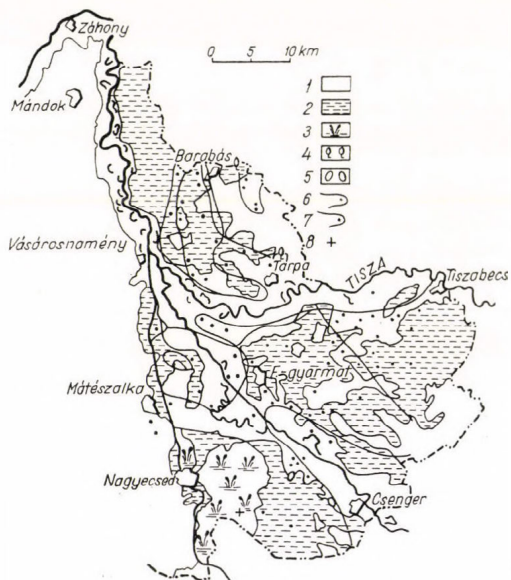 Záhony
0 5 10 km
Mándok
1
2
3
4
5
6
7
8
Barabás
Vásárosnamény
Tarpa
TISZA
Tiszabecs
F-gyarmat
Mátészalka
Nagyecsed
Csenger